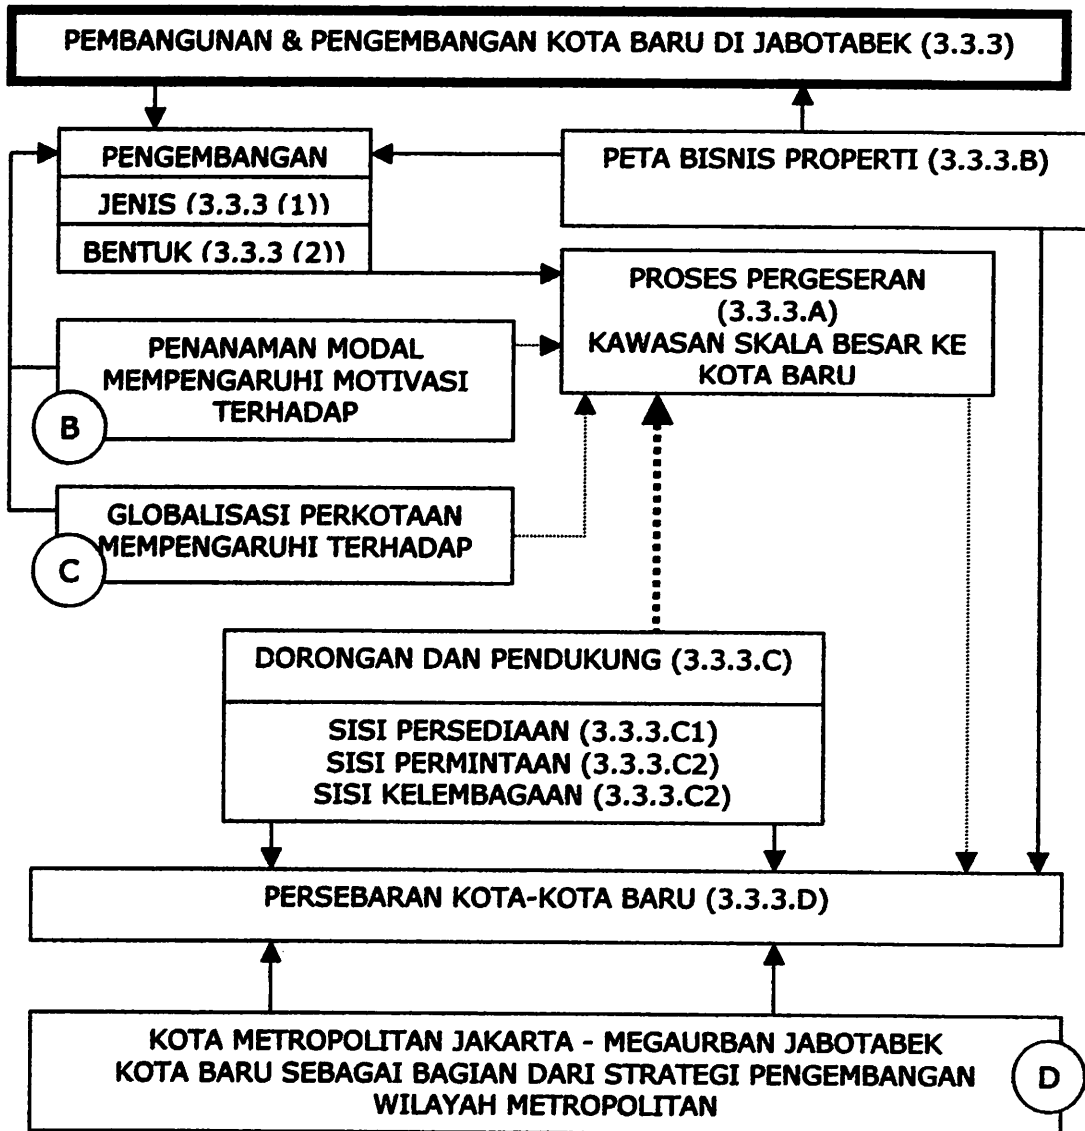 PEMBANGUNAN & PENGEMBANGAN KOTA BARU DI JABOTABEK (3.3.3)
PENGEMBANGAN
JENIS (3.3.3 (1))
BENTUK (3.3.3 (2))
PETA BISNIS PROPERTI (3.3.3.B)
PROSES PERGESERAN
(3.3.3.A)
KAWASAN SKALA BESAR KE
KOTA BARU
PENANAMAN MODAL
MEMPENGARUHI MOTIVASI
TERHADAP
B
GLOBALISASI PERKOTAAN
MEMPENGARUHI TERHADAP
C
DORONGAN DAN PENDUKUNG (3.3.3.C)
SISI PERSEDIAAN (3.3.3.C1)
SISI PERMINTAAN (3.3.3.C2)
SISI KELEMBAGAAN (3.3.3.C2)
PERSEBARAN KOTA-KOTA BARU (3.3.3.D)
KOTA METROPOLITAN JAKARTA - MEGAURBAN JABOTABEK
KOTA BARU SEBAGAI BAGIAN DARI STRATEGI PENGEMBANGAN
WILAYAH METROPOLITAN
D